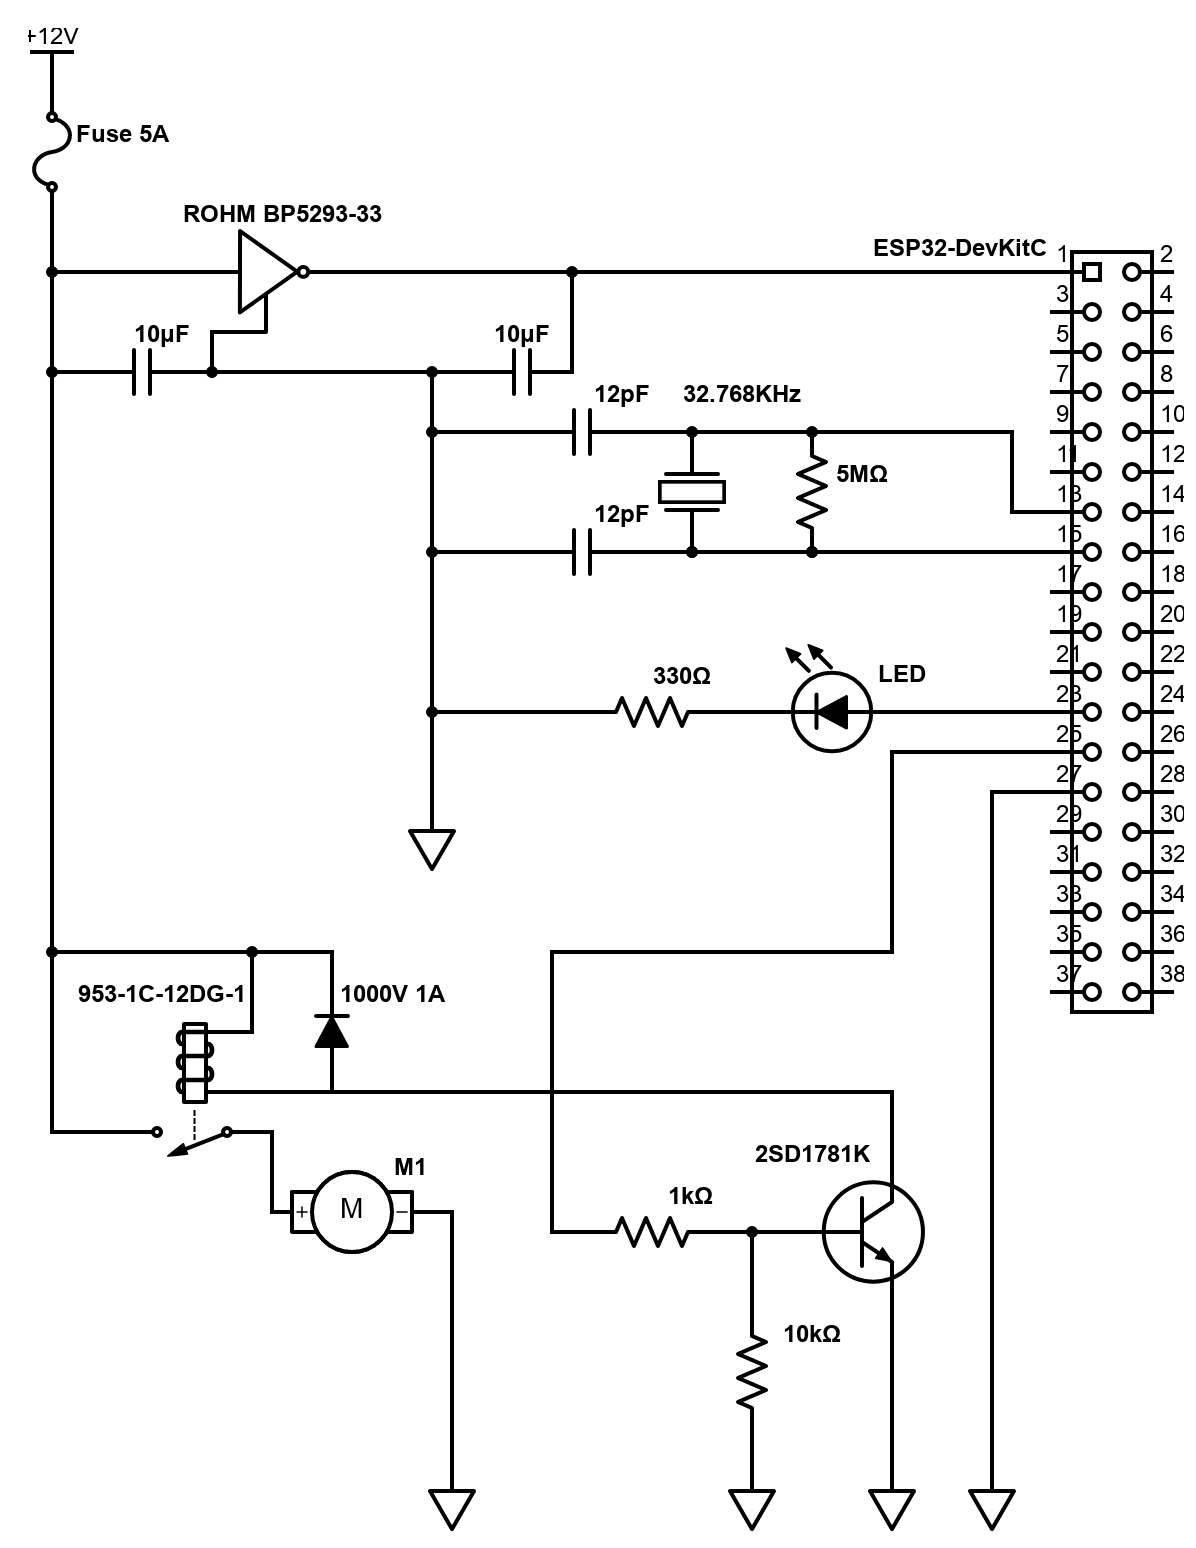 +12V
Fuse 5A
ROHM BP5293-33
ESP32-DevKitC
1 2
3 4
10µF 10µF
5 6
12pF 32.768KHz
7 8
9 10
11 12
5MΩ
13 14
12pF
15 16
17 18
19 20
21 22
330Ω LED
23 24
25 26
27 28
29 30
31 32
33 34
35 36
953-1C-12DG-1 1000V 1A
37 38
2SD1781K
M1
1kΩ
+ M −
10kΩ